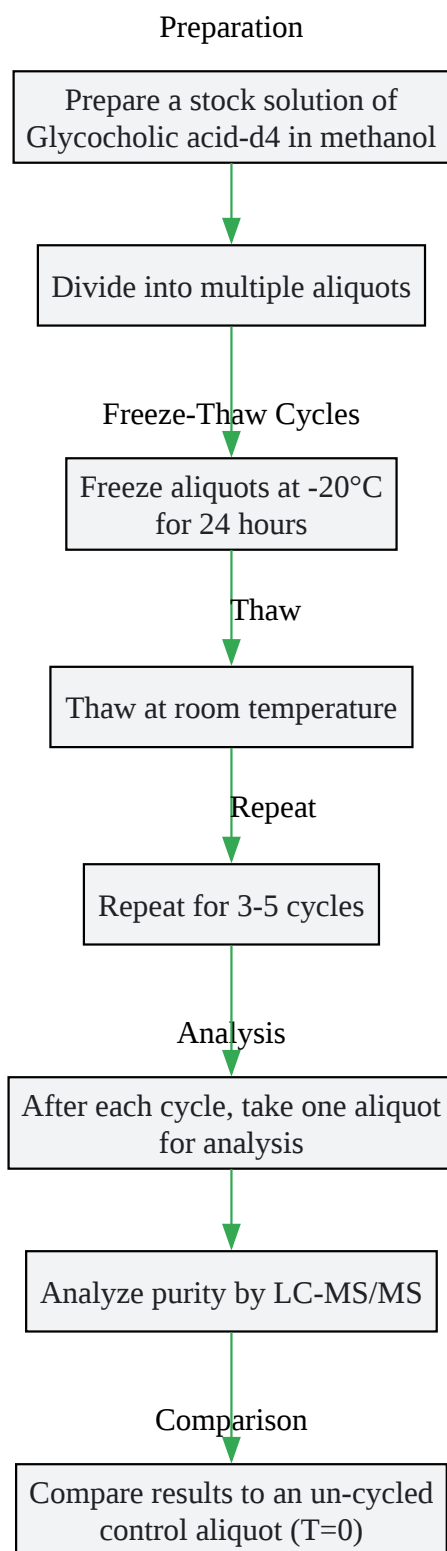 Preparation
Prepare a stock solution of
Glycocholic acid-d4 in methanol
Divide into multiple aliquots
Freeze-Thaw Cycles
Freeze aliquots at -20°C
for 24 hours
Thaw
Thaw at room temperature
Repeat
Repeat for 3-5 cycles
Analysis
After each cycle, take one aliquot
for analysis
Analyze purity by LC-MS/MS
Comparison
Compare results to an un-cycled
control aliquot (T=0)